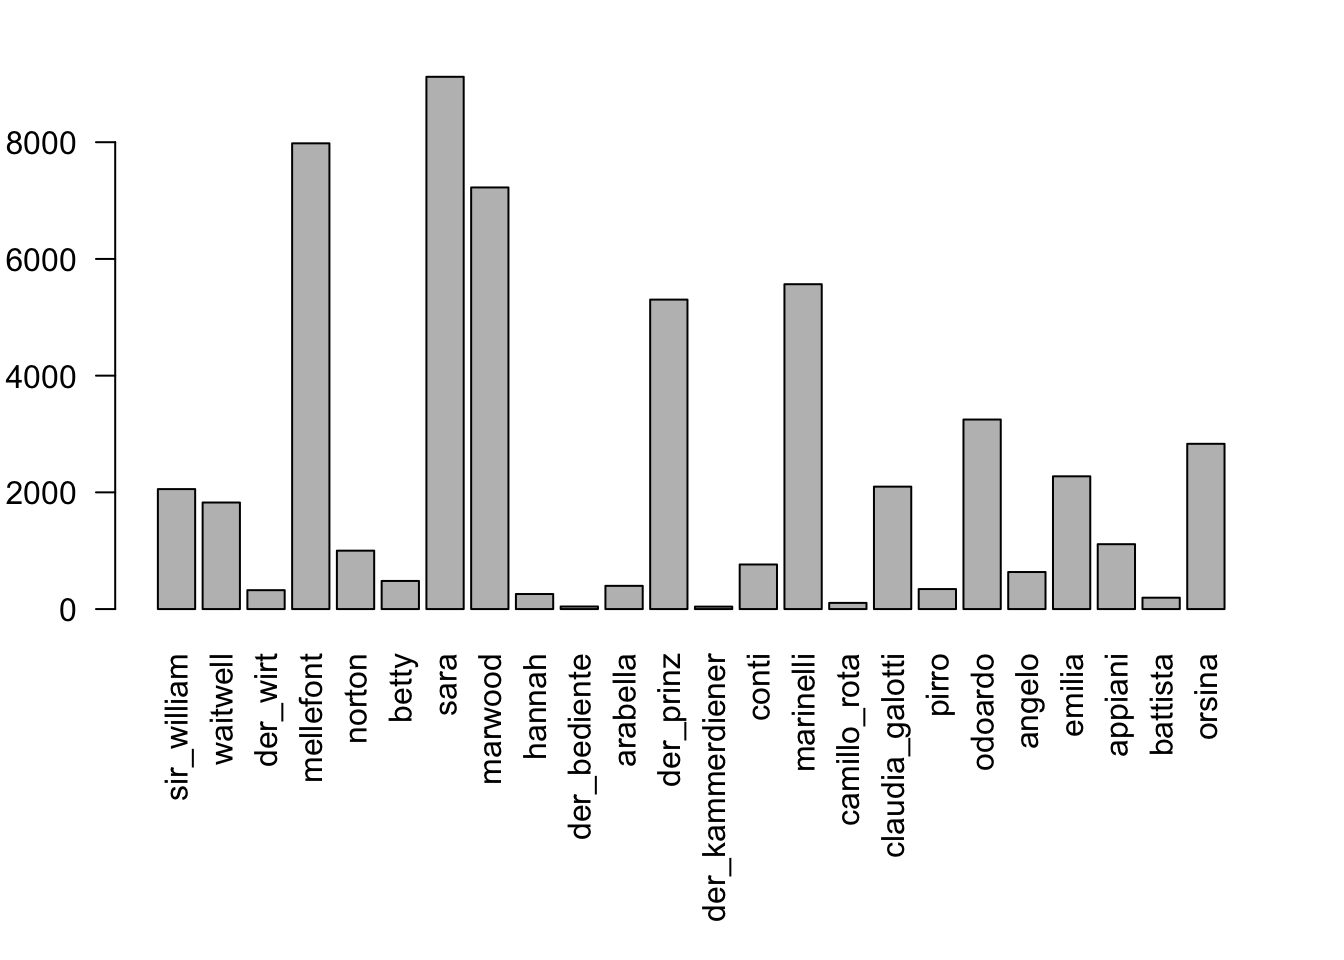 8000
6000
4000
2000
0
sir_william
waitwell
der_wirt
mellefont
norton
betty
sara
marwood
hannah
der_bediente
arabella
der_prinz
der_kammerdiener
conti
marinelli
camillo_rota
claudia_galotti
pirro
odoardo
angelo
emilia
appiani
battista
orsina